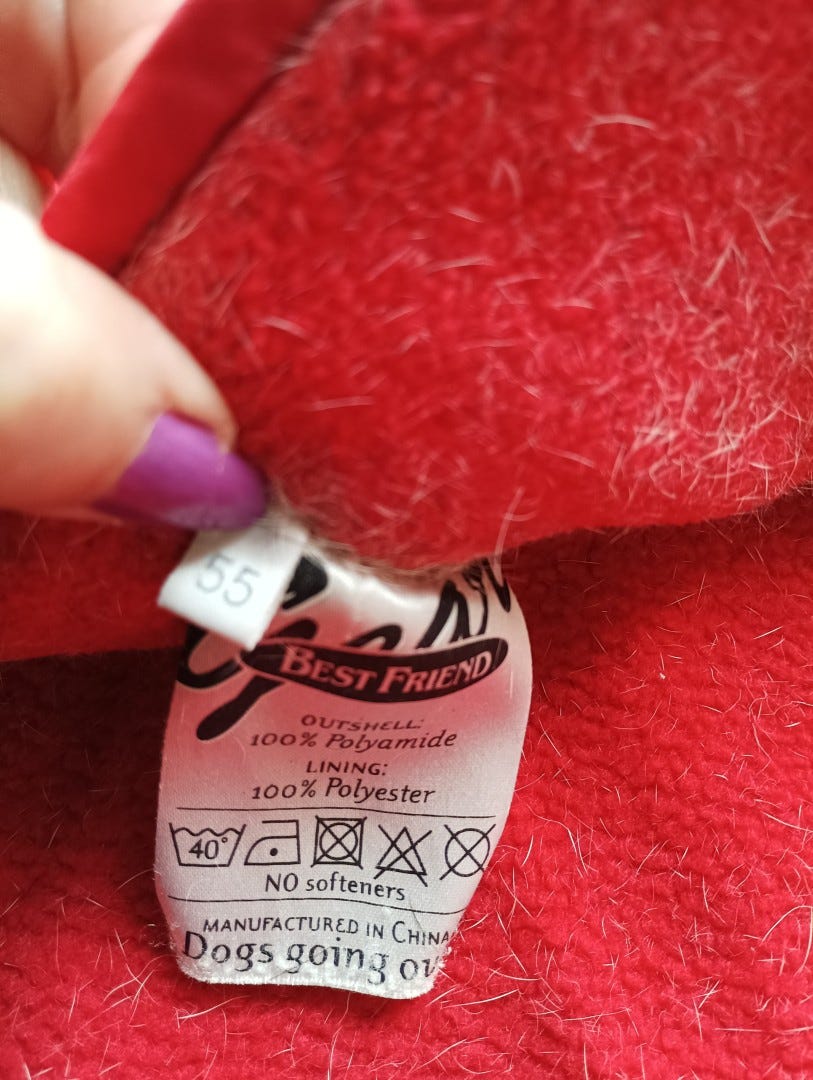 55
BEST FRIEND
OUTSHELL:
100% Polyamide
LINING:
100% Polyester
40°
NO softeners
MANUFACTURED IN CHINA
Dogs going